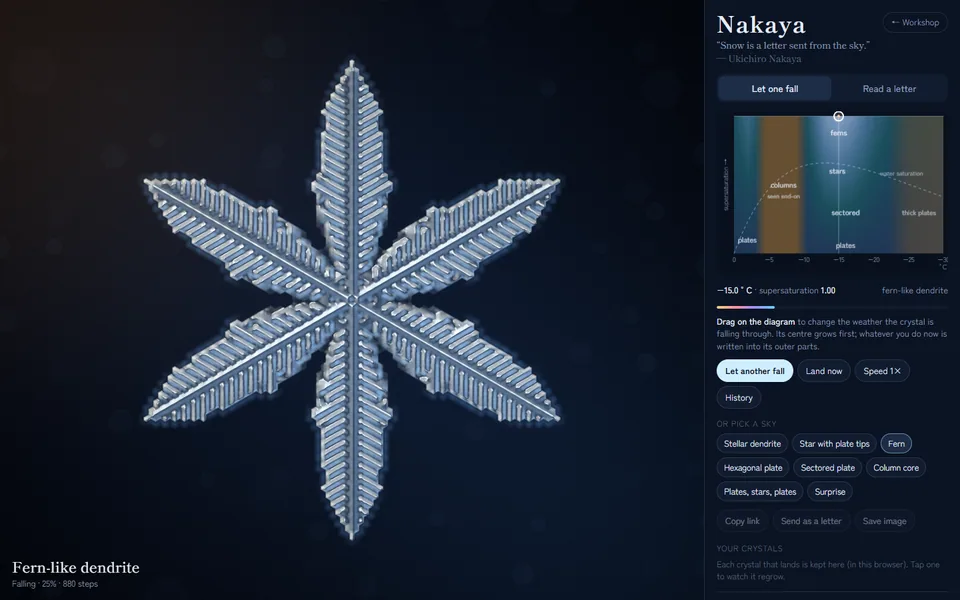 Nakaya
← Workshop
“Snow is a letter sent from the sky.”
— Ukichiro Nakaya
Let one fall
Read a letter
supersaturation →
ferns
stars
water saturation
columns
seen end-on
sectored
thick plates
plates
plates
0
−5
−10
−15
−20
−25
°C
−15.0 °C · supersaturation 1.00
fern-like dendrite
Drag on the diagram to change the weather the crystal is
falling through. Its centre grows first; whatever you do now is
written into its outer parts.
Let another fall
Land now
Speed 1×
History
OR PICK A SKY
Stellar dendrite
Star with plate tips
Fern
Hexagonal plate
Sectored plate
Column core
Plates, stars, plates
Surprise
Copy link
Send as a letter
Save image
YOUR CRYSTALS
Each crystal that lands is kept here (in this browser). Tap one
to watch it regrow.
Fern-like dendrite
Falling · 25% · 880 steps